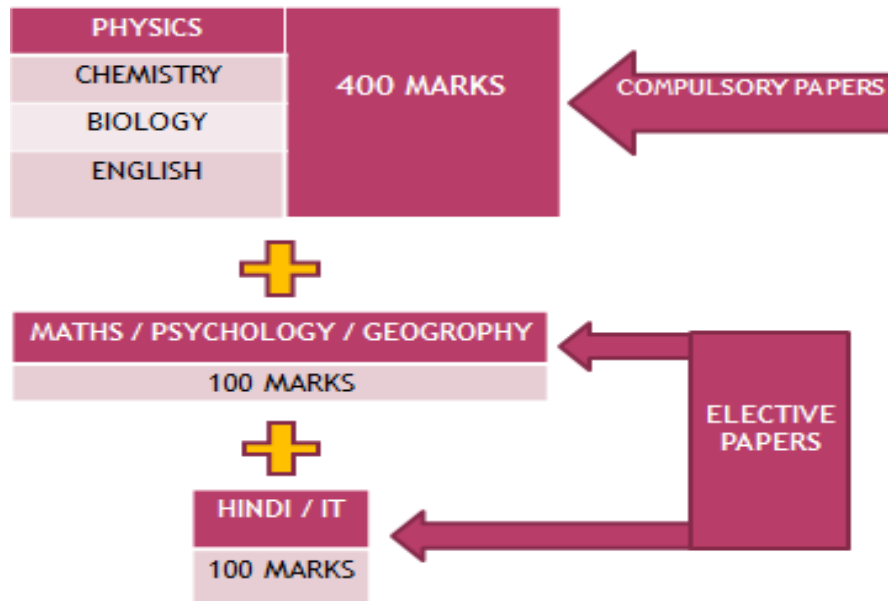 PHYSICS
CHEMISTRY
BIOLOGY
ENGLISH
400 MARKS
COMPULSORY PAPERS
MATHS / PSYCHOLOGY / GEOGROPHY
100 MARKS
ELECTIVE
PAPERS
HINDI / IT
100 MARKS